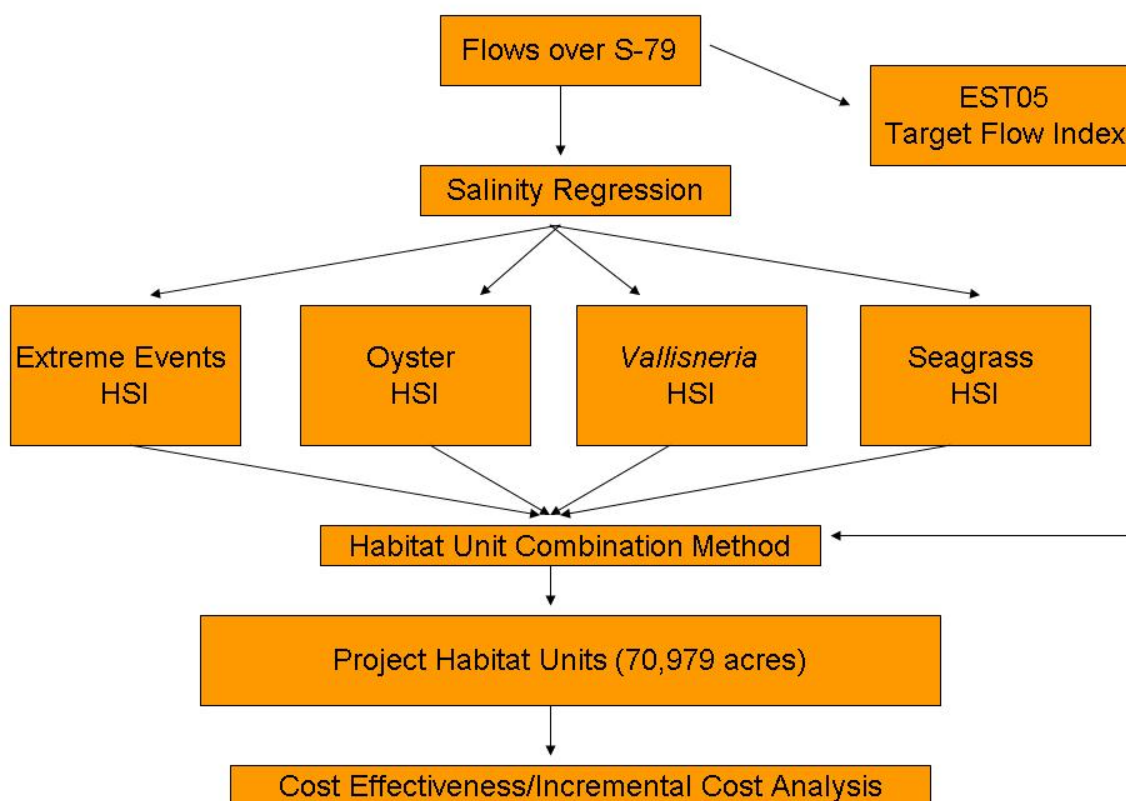 Flows over S-79
EST05
Target Flow Index
Salinity Regression
Extreme Events
HSI
Oyster
HSI
Vallisneria
HSI
Seagrass
HSI
Habitat Unit Combination Method
Project Habitat Units (70,979 acres)
Cost Effectiveness/Incremental Cost Analysis